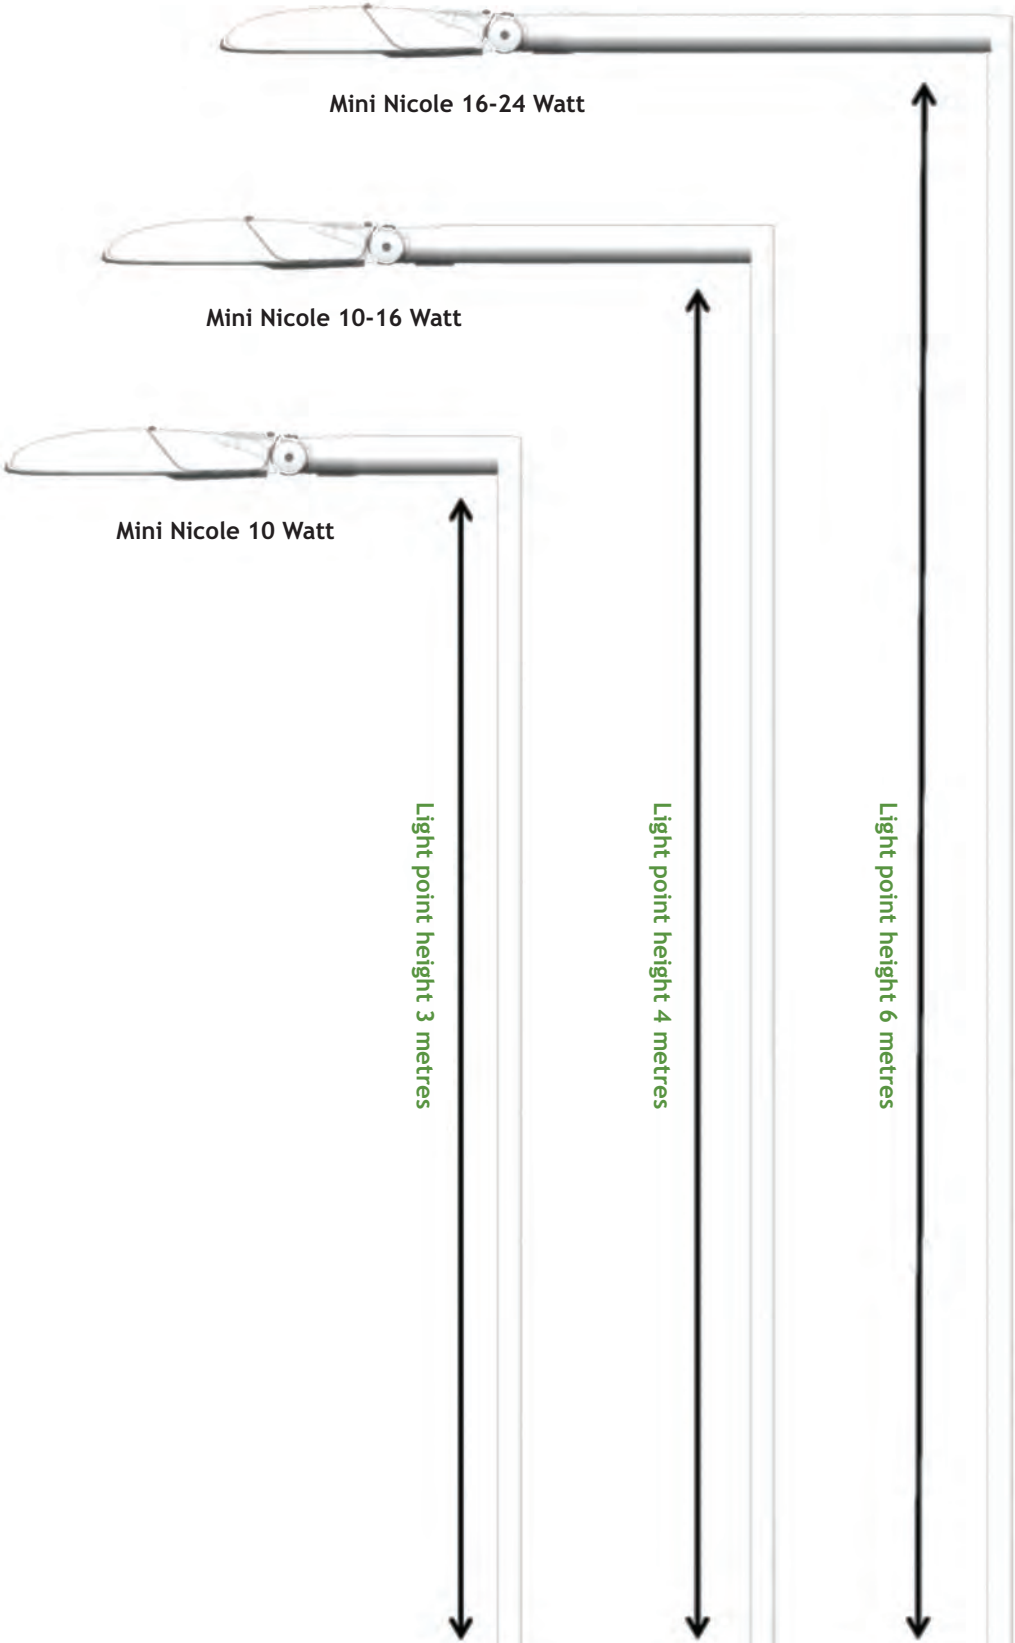 Mini Nicole 16-24 Watt
Mini Nicole 10-16 Watt
Mini Nicole 10 Watt
Light point height 3 metres
Light point height 4 metres
Light point height 6 metres